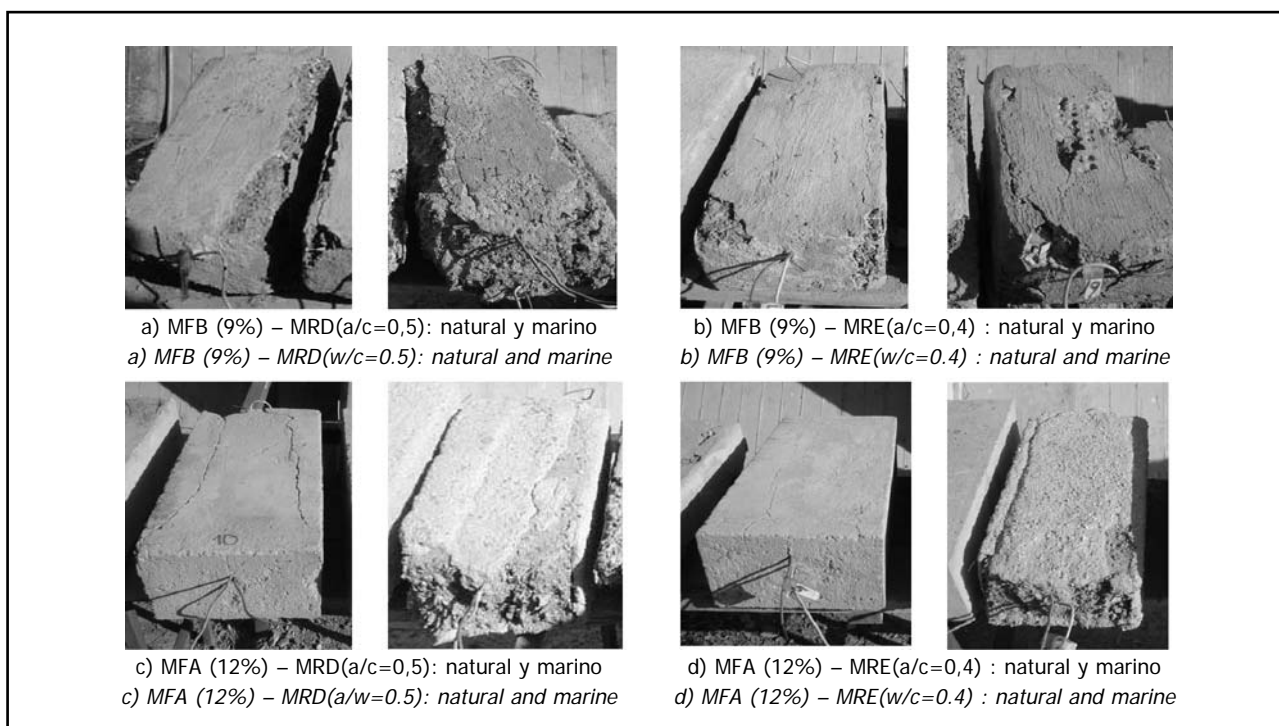 a) MFB (9%) – MRD(a/c=0,5): natural y marino
a) MFB (9%) – MRD(w/c=0.5): natural and marine
b) MFB (9%) – MRE(a/c=0,4) : natural y marino
b) MFB (9%) – MRE(w/c=0.4) : natural and marine
10
c) MFA (12%) – MRD(a/c=0,5): natural y marino
c) MFA (12%) – MRD(a/w=0.5): natural and marine
d) MFA (12%) – MRE(a/c=0,4) : natural y marino
d) MFA (12%) – MRE(w/c=0.4) : natural and marine